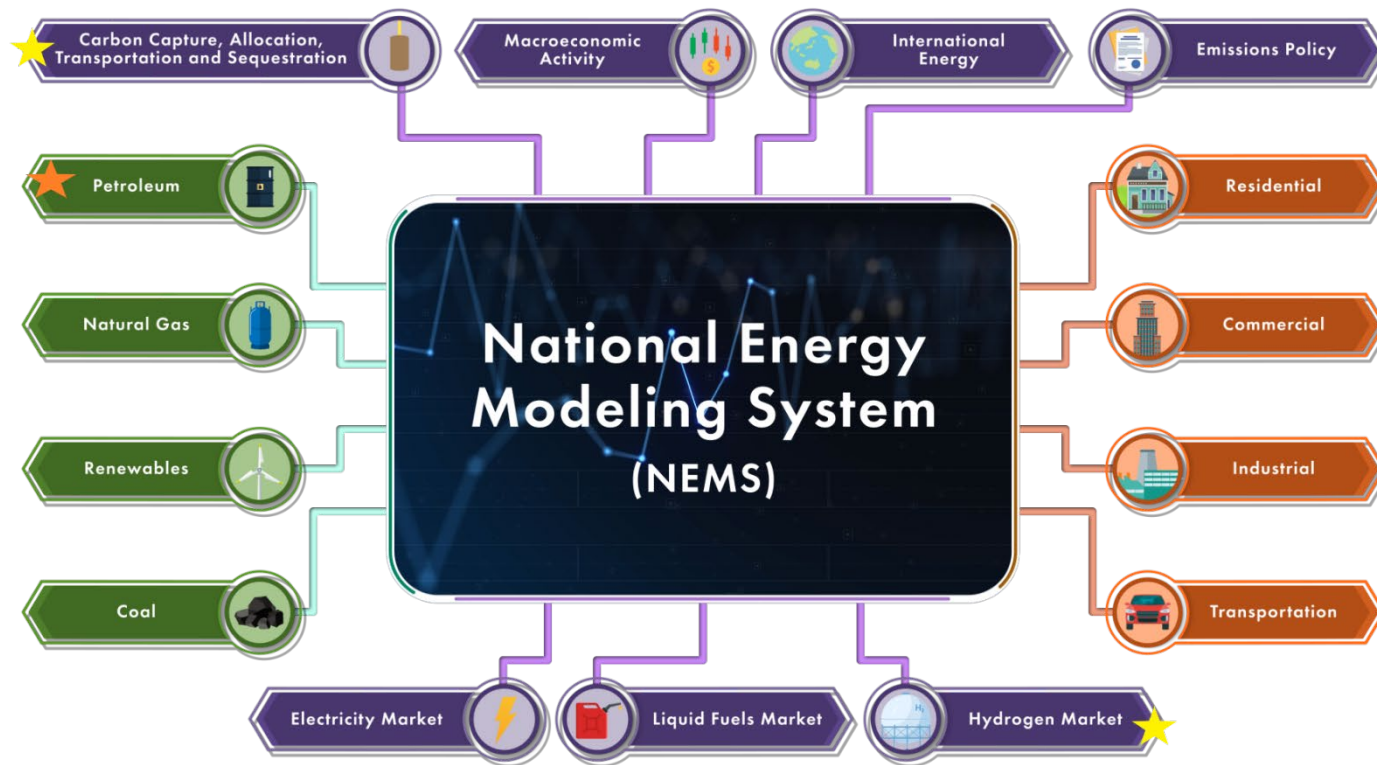 Carbon Capture, Allocation,
Transportation and Sequestration
Macroeconomic
Activity
International
Energy
Emissions Policy
Petroleum
Residential
Natural Gas
Commercial
National Energy
Modeling System
(NEMS)
Renewables
Industrial
Coal
Transportation
Electricity Market
Liquid Fuels Market
Hydrogen Market